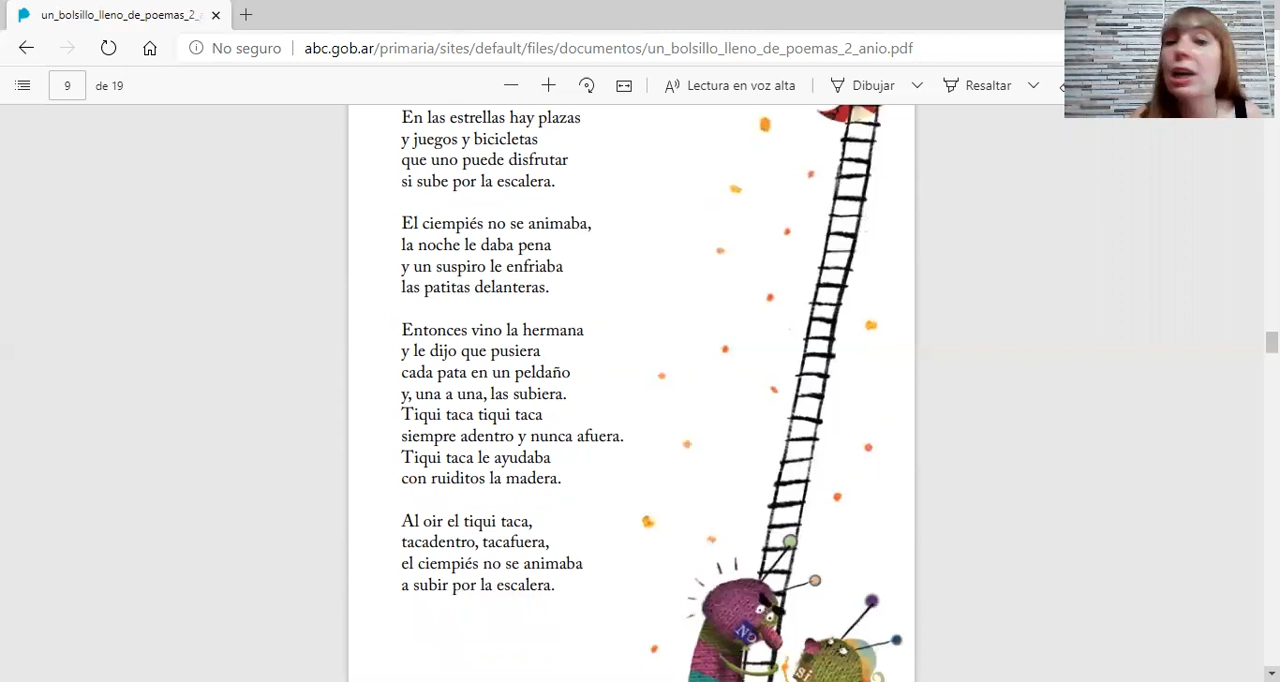 un_bolsillo_lleno_de_poemas_2_a
No seguro
abc.gob.ar/primaria/sites/default/files/documentos/un_bolsillo_lleno_de_poemas_2_anio.pdf
9 de 19
Lectura en voz alta
Dibujar
Resaltar
En las estrellas hay plazas
y juegos y bicicletas
que uno puede disfrutar
si sube por la escalera.
El ciempiés no se animaba,
la noche le daba pena
y un suspiro le enfriaba
las patitas delanteras.
Entonces vino la hermana
y le dijo que pusiera
cada pata en un peldaño
y, una a una, las subiera.
Tiqui taca tiqui taca
siempre adentro y nunca afuera.
Tiqui taca le ayudaba
con ruiditos la madera.
Al oir el tiqui taca,
tacadentro, tacafuera,
el ciempiés no se animaba
a subir por la escalera.
No
si